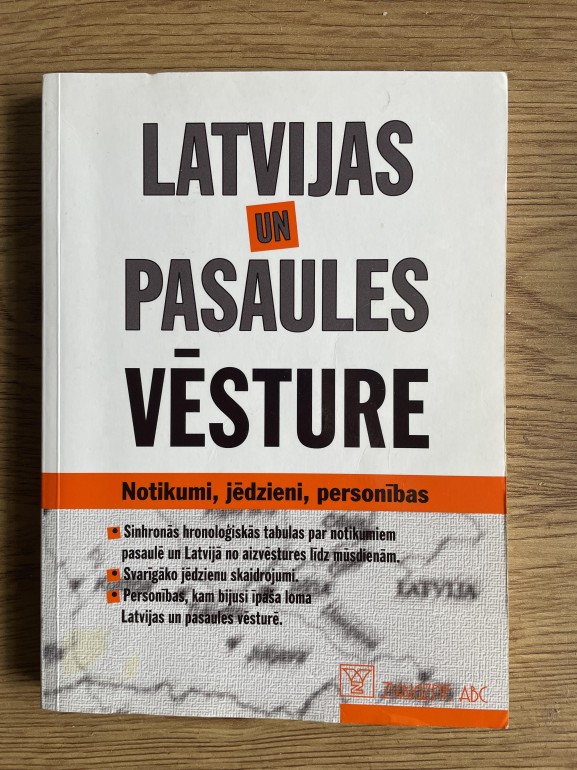 LATVIJAS
UN
PASAULES
VĒSTURE
Notikumi, jēdzieni, personības
• Sinhronās hronoloģiskās tabulas par notikumiem
pasaulē un Latvijā no aizvēstures līdz mūsdienām.
• Svarīgāko jēdzienu skaidrojumi.
• Personības, kam bijusi īpaša loma
Latvijas un pasaules vēsturē.
LATVIJA
ZVAIGZNE ABC